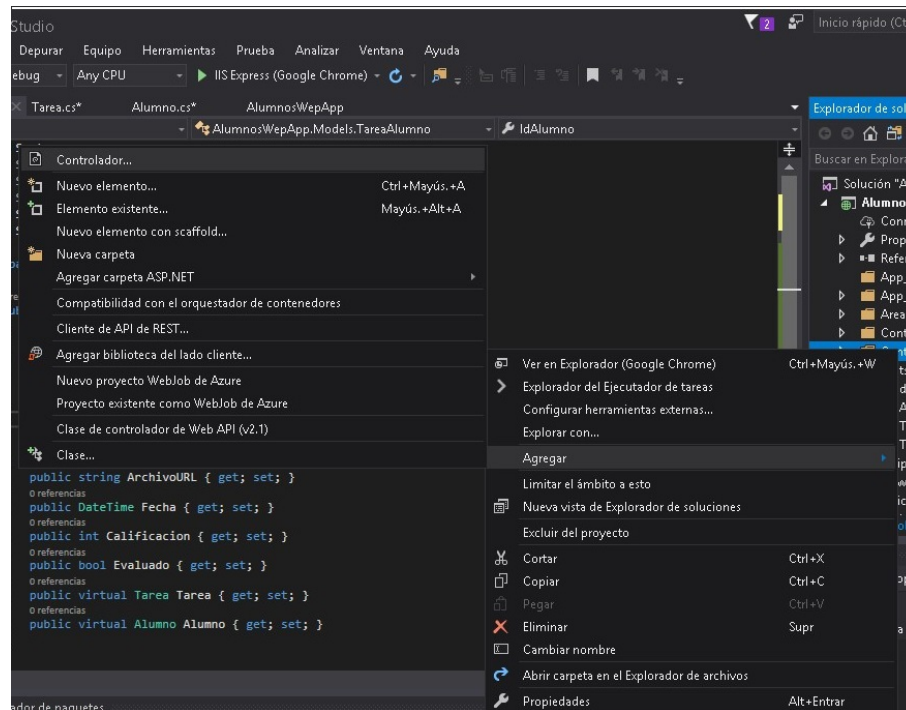 Studio
2
Inicio rápido (Ct
Depurar Equipo Herramientas Prueba Analizar Ventana Ayuda
ebug Any CPU IIS Express (Google Chrome)
Tarea.cs* Alumno.cs* AlumnosWepApp
Explorador de sol
AlumnosWepApp.Models.TareaAlumno
IdAlumno
Buscar en Explora
Solución "A
Alumno
Conn
Prop
Refer
App_
App_
Area
Cont
Controlador...
Nuevo elemento... Ctrl+Mayús.+A
Elemento existente... Mayús.+Alt+A
Nuevo elemento con scaffold...
Nueva carpeta
Agregar carpeta ASP.NET
Compatibilidad con el orquestador de contenedores
Cliente de API de REST...
Agregar biblioteca del lado cliente...
Nuevo proyecto WebJob de Azure
Proyecto existente como WebJob de Azure
Clase de controlador de Web API (v2.1)
Clase...
Ver en Explorador (Google Chrome) Ctrl+Mayús.+W
Explorador del Ejecutador de tareas
Configurar herramientas externas...
Explorar con...
Agregar
Limitar el ámbito a esto
Nueva vista de Explorador de soluciones
Excluir del proyecto
Cortar Ctrl+X
Copiar Ctrl+C
Pegar Ctrl+V
Eliminar Supr
Cambiar nombre
Abrir carpeta en el Explorador de archivos
Propiedades Alt+Entrar
public string ArchivoURL { get; set; }
0 referencias
public DateTime Fecha { get; set; }
0 referencias
public int Calificacion { get; set; }
0 referencias
public bool Evaluado { get; set; }
0 referencias
public virtual Tarea Tarea { get; set; }
0 referencias
public virtual Alumno Alumno { get; set; }
ador de paquetes